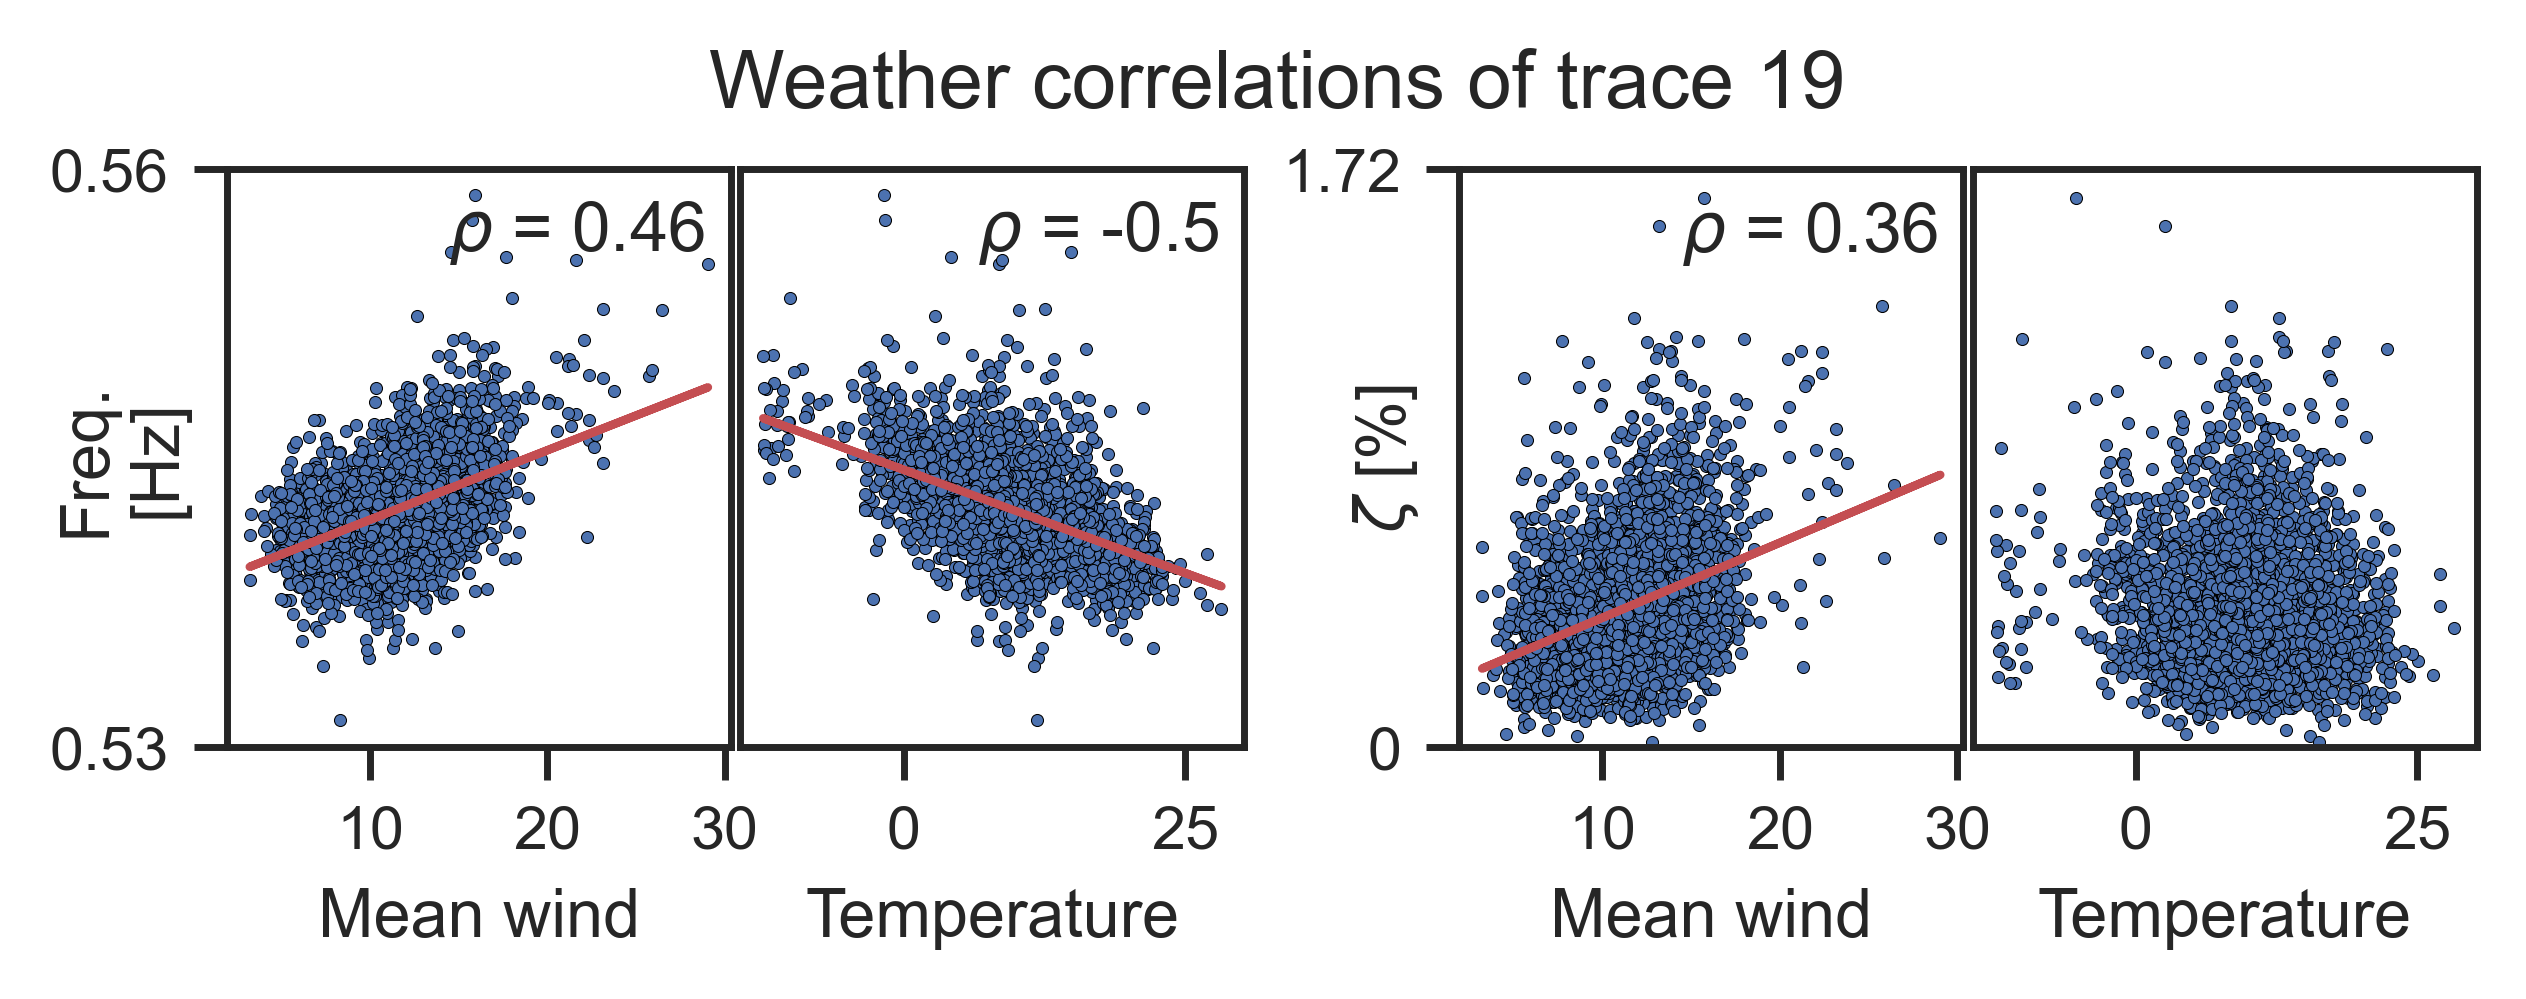 Weather correlations of trace 19
0.56
0.53
Freq.
[Hz]
ρ = 0.46
10 20 30
Mean wind
ρ = -0.5
0 25
Temperature
1.72
0
ζ [%]
ρ = 0.36
10 20 30
Mean wind
0 25
Temperature